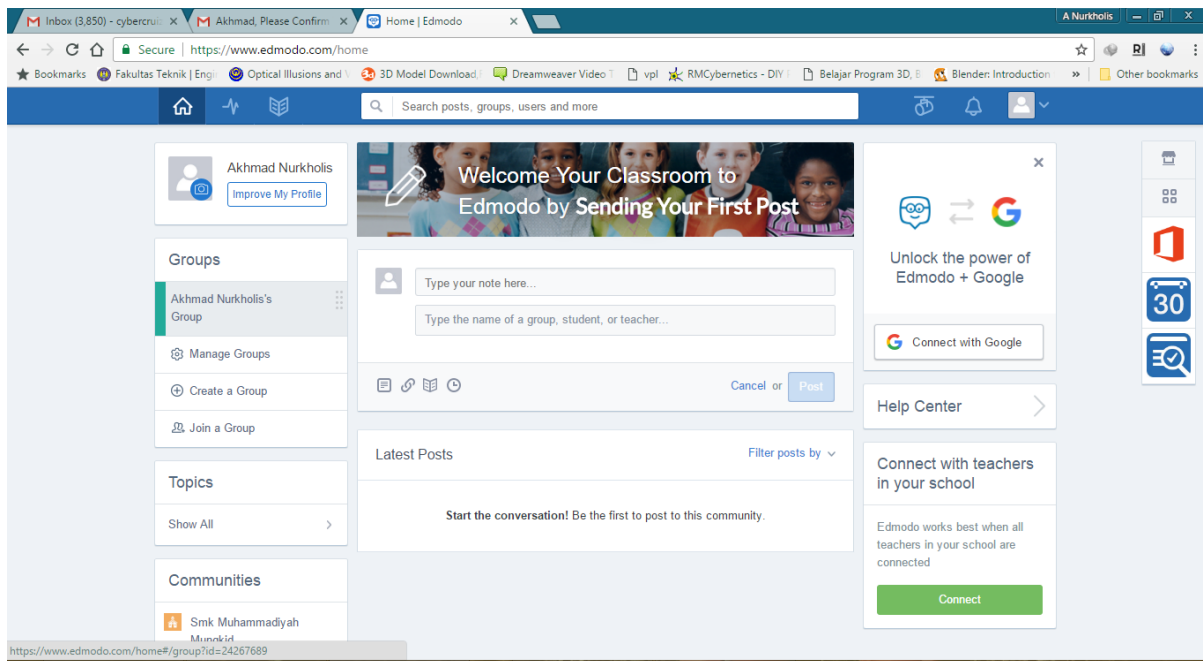 Inbox (3,850) - cybercrui
Akhmad, Please Confirm
Home | Edmodo
A Nurkholis
Secure | https://www.edmodo.com/home
Bookmarks
Fakultas Teknik | Engi
Optical Illusions and V
3D Model Download,
Dreamweaver Video T
vpl
RMCybernetics - DIY
Belajar Program 3D, B
Blender: Introduction
»
Other bookmarks
Search posts, groups, users and more
Akhmad Nurkholis
Improve My Profile
Groups
Akhmad Nurkholis's
Group
Manage Groups
Create a Group
Join a Group
Topics
Show All
Communities
Smk Muhammadiyah
Mungkid
Welcome Your Classroom to
Edmodo by Sending Your First Post
Type your note here...
Type the name of a group, student, or teacher...
Cancel or Post
Latest Posts
Filter posts by
Start the conversation! Be the first to post to this community.
Unlock the power of
Edmodo + Google
Connect with Google
Help Center
Connect with teachers
in your school
Edmodo works best when all
teachers in your school are
connected
Connect
30
https://www.edmodo.com/home#/group?id=24267689